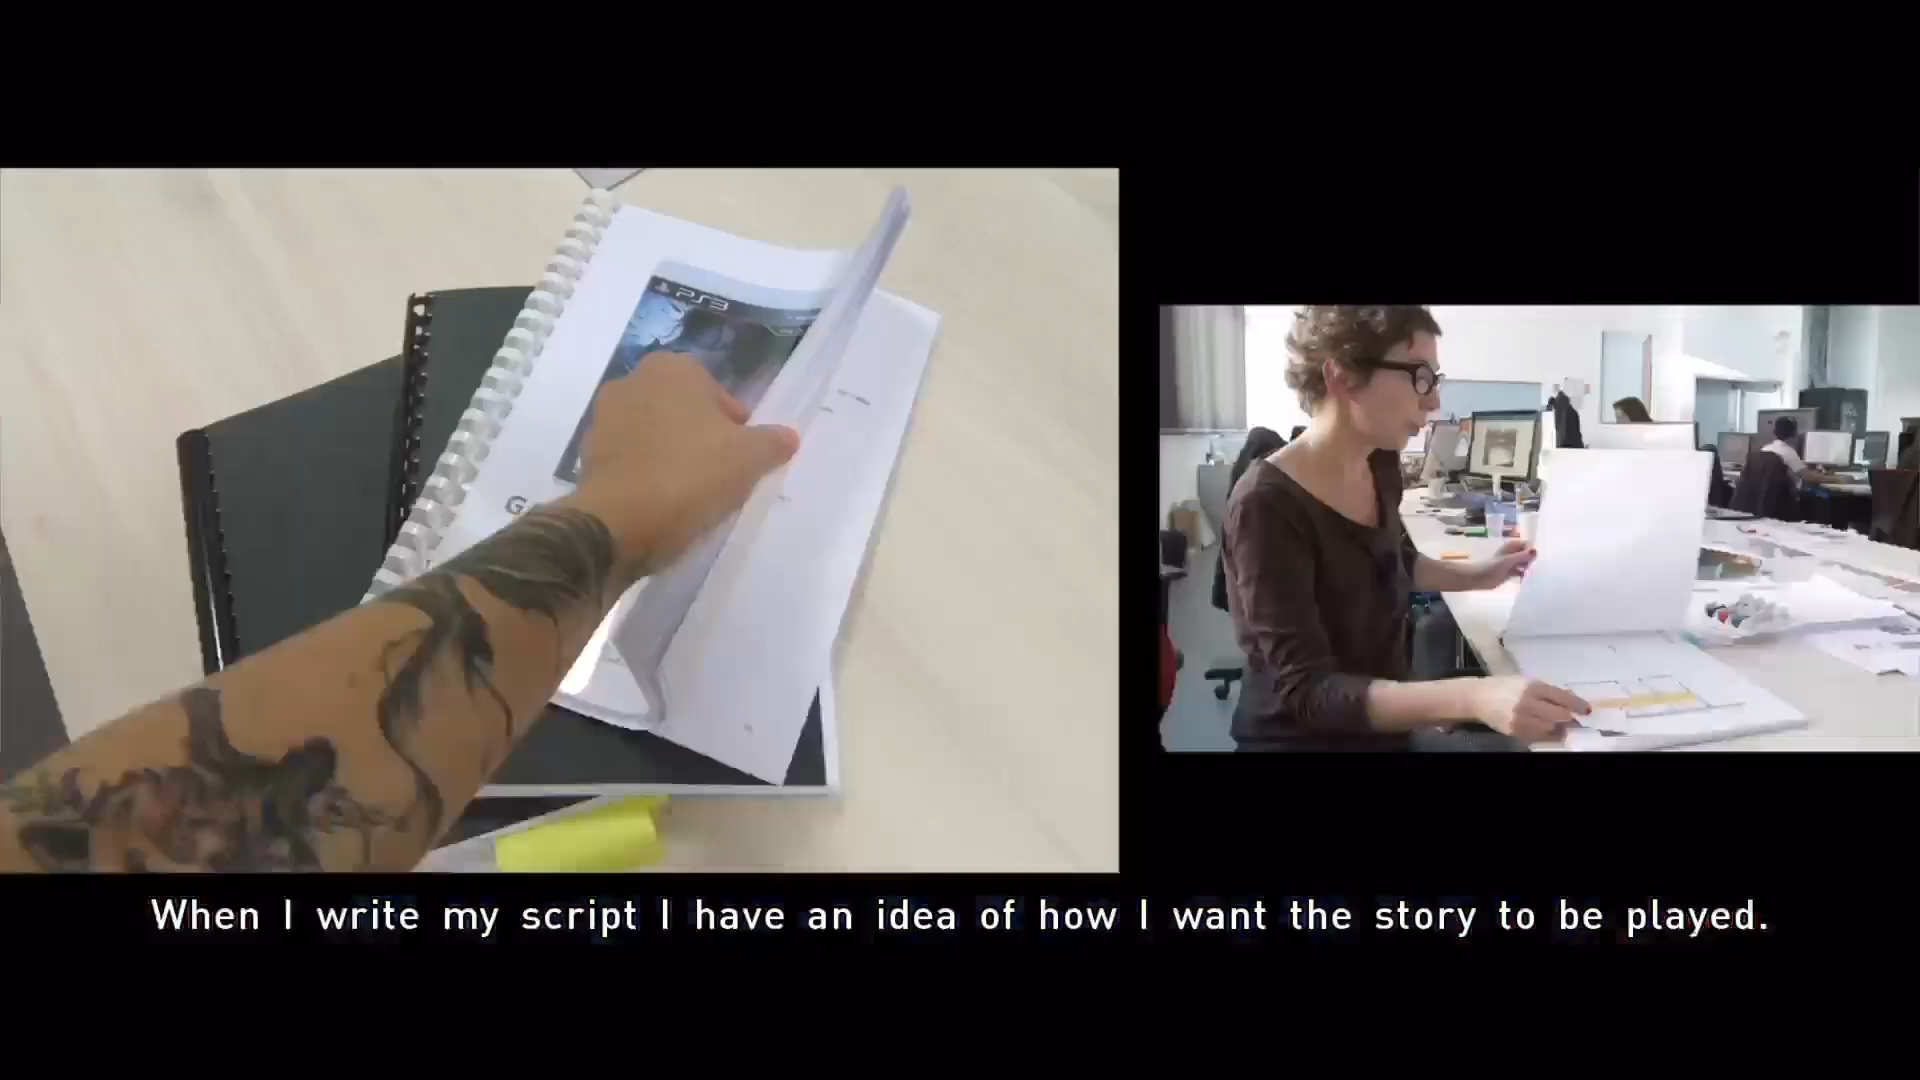 PS3
G
When I write my script I have an idea of how I want the story to be played.